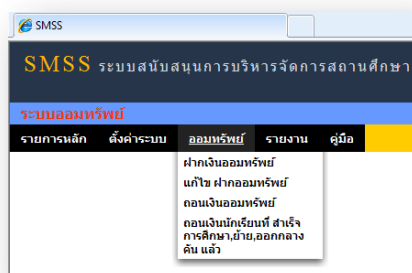 SMSS
SMSS ระบบสนับสนุนการบริหารจัดการสถานศึกษา
ระบบออมทรัพย์
รายการหลัก ตั้งค่าระบบ ออมทรัพย์ รายงาน คู่มือ
ฝากเงินออมทรัพย์
แก้ไข ฝากออมทรัพย์
ถอนเงินออมทรัพย์
ถอนเงินนักเรียนที่ สำเร็จ
การศึกษา,ย้าย,ออกกลาง
คัน แล้ว